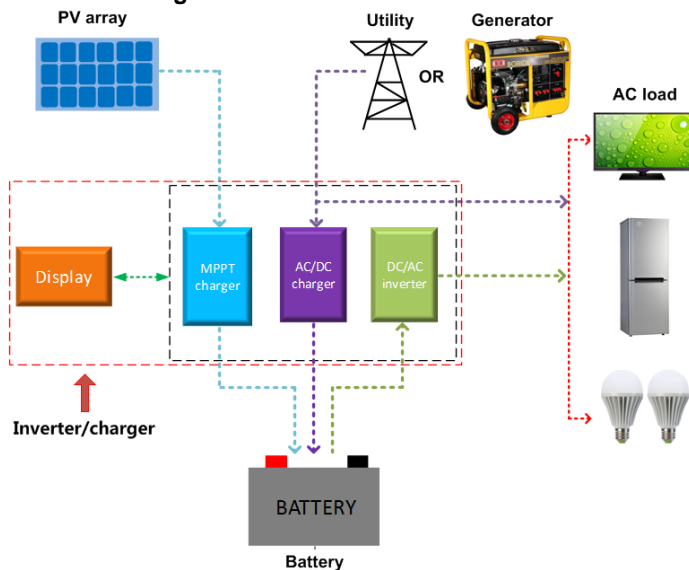 PV array
Utility
Generator
OR
AC load
Display
MPPT
charger
AC/DC
charger
DC/AC
inverter
Inverter/charger
BATTERY
Battery